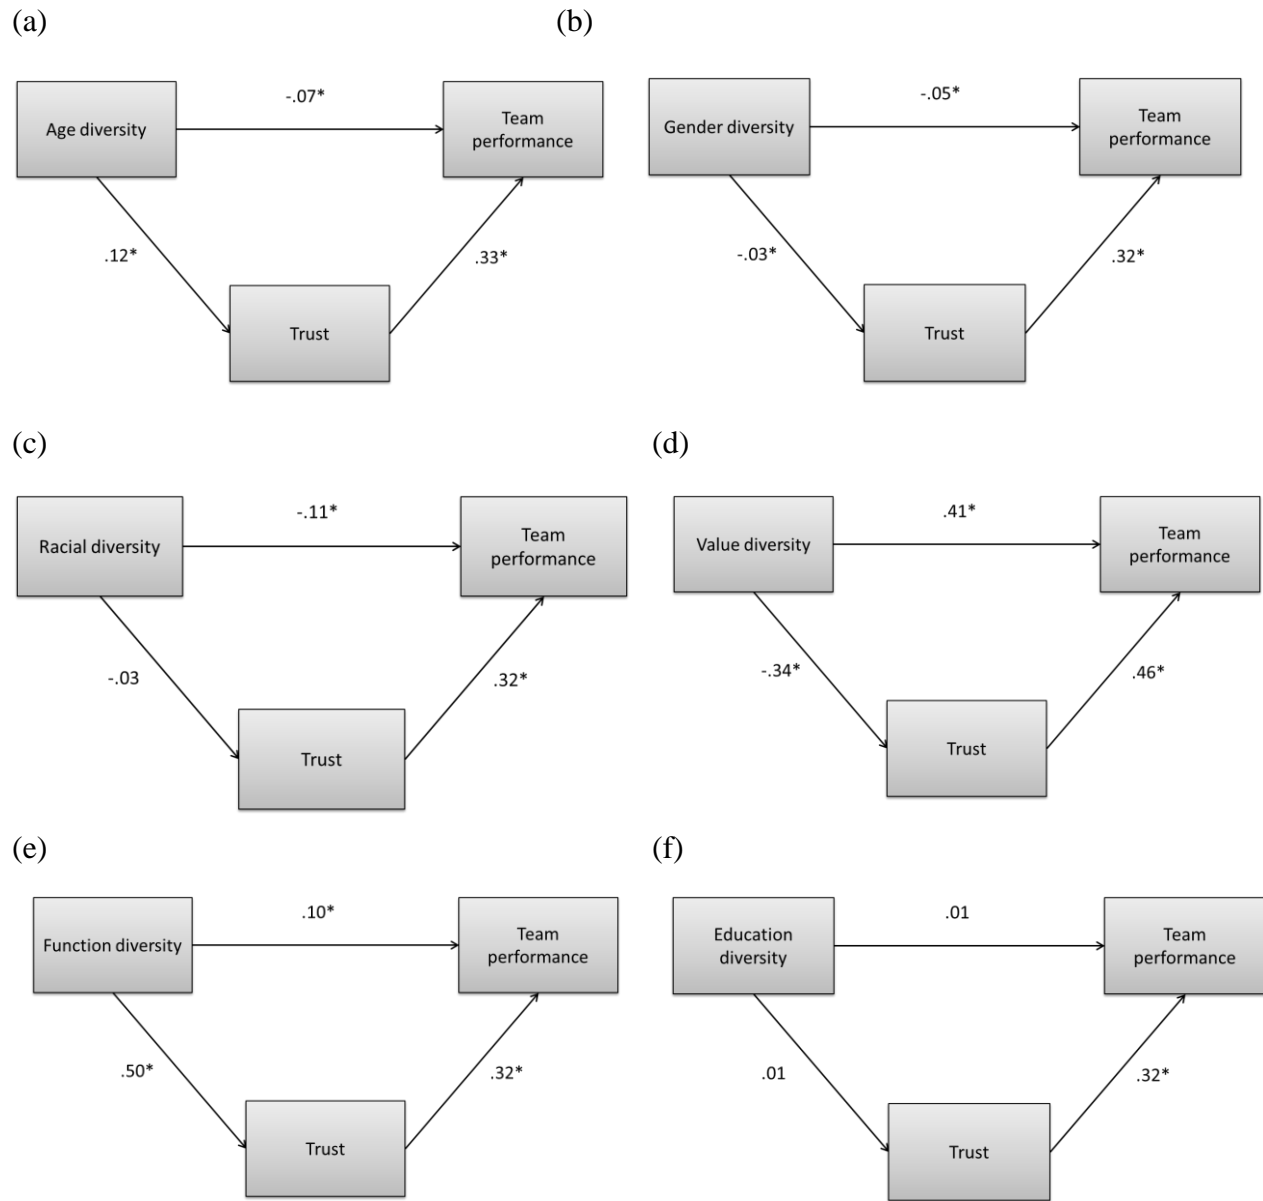 (a)
(b)
-.07*
Age diversity
Team
performance
.12*
.33*
Trust
-.05*
Gender diversity
Team
performance
-.03*
.32*
Trust
(c)
(d)
-.11*
Racial diversity
Team
performance
-.03
.32*
Trust
.41*
Value diversity
Team
performance
-.34*
.46*
Trust
(e)
(f)
.10*
Function diversity
Team
performance
.50*
.32*
Trust
.01
Education
diversity
Team
performance
.01
.32*
Trust